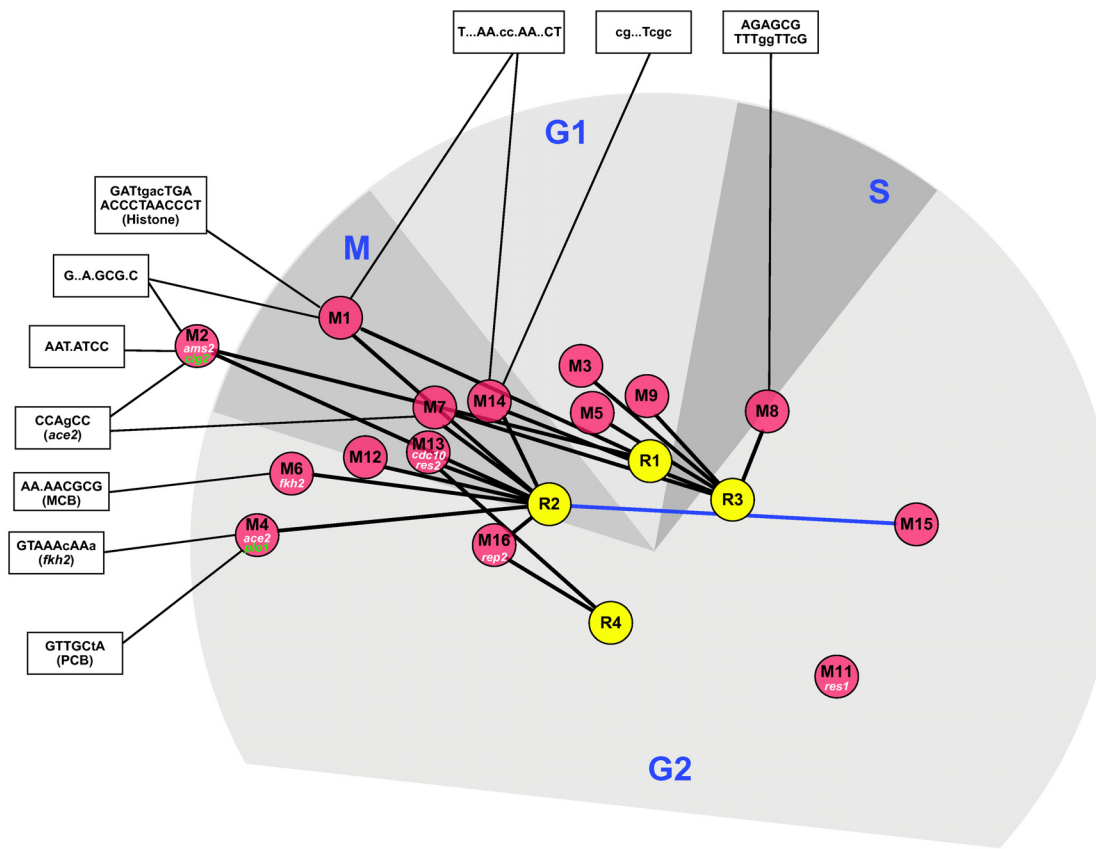 T...AA.cc.AA..CT
cg...Tcgc
AGAGCG
TTTggTTcG
G1
S
M
G2
GATtgacTGA
ACCCTAACCCT
(Histone)
G..A.GCG.C
AAT.ATCC
CCAgCC
(ace2)
AA.AACGCG
(MCB)
GTAAAcAAa
(fkh2)
GTTGCtA
(PCB)
M1
M2
ams2
M3
M9
M14
M7
M5
M8
M13
cdc10
res2
M12
M6
fkh2
R1
R3
R2
M15
M4
ace2
M16
rep2
R4
M11
res1